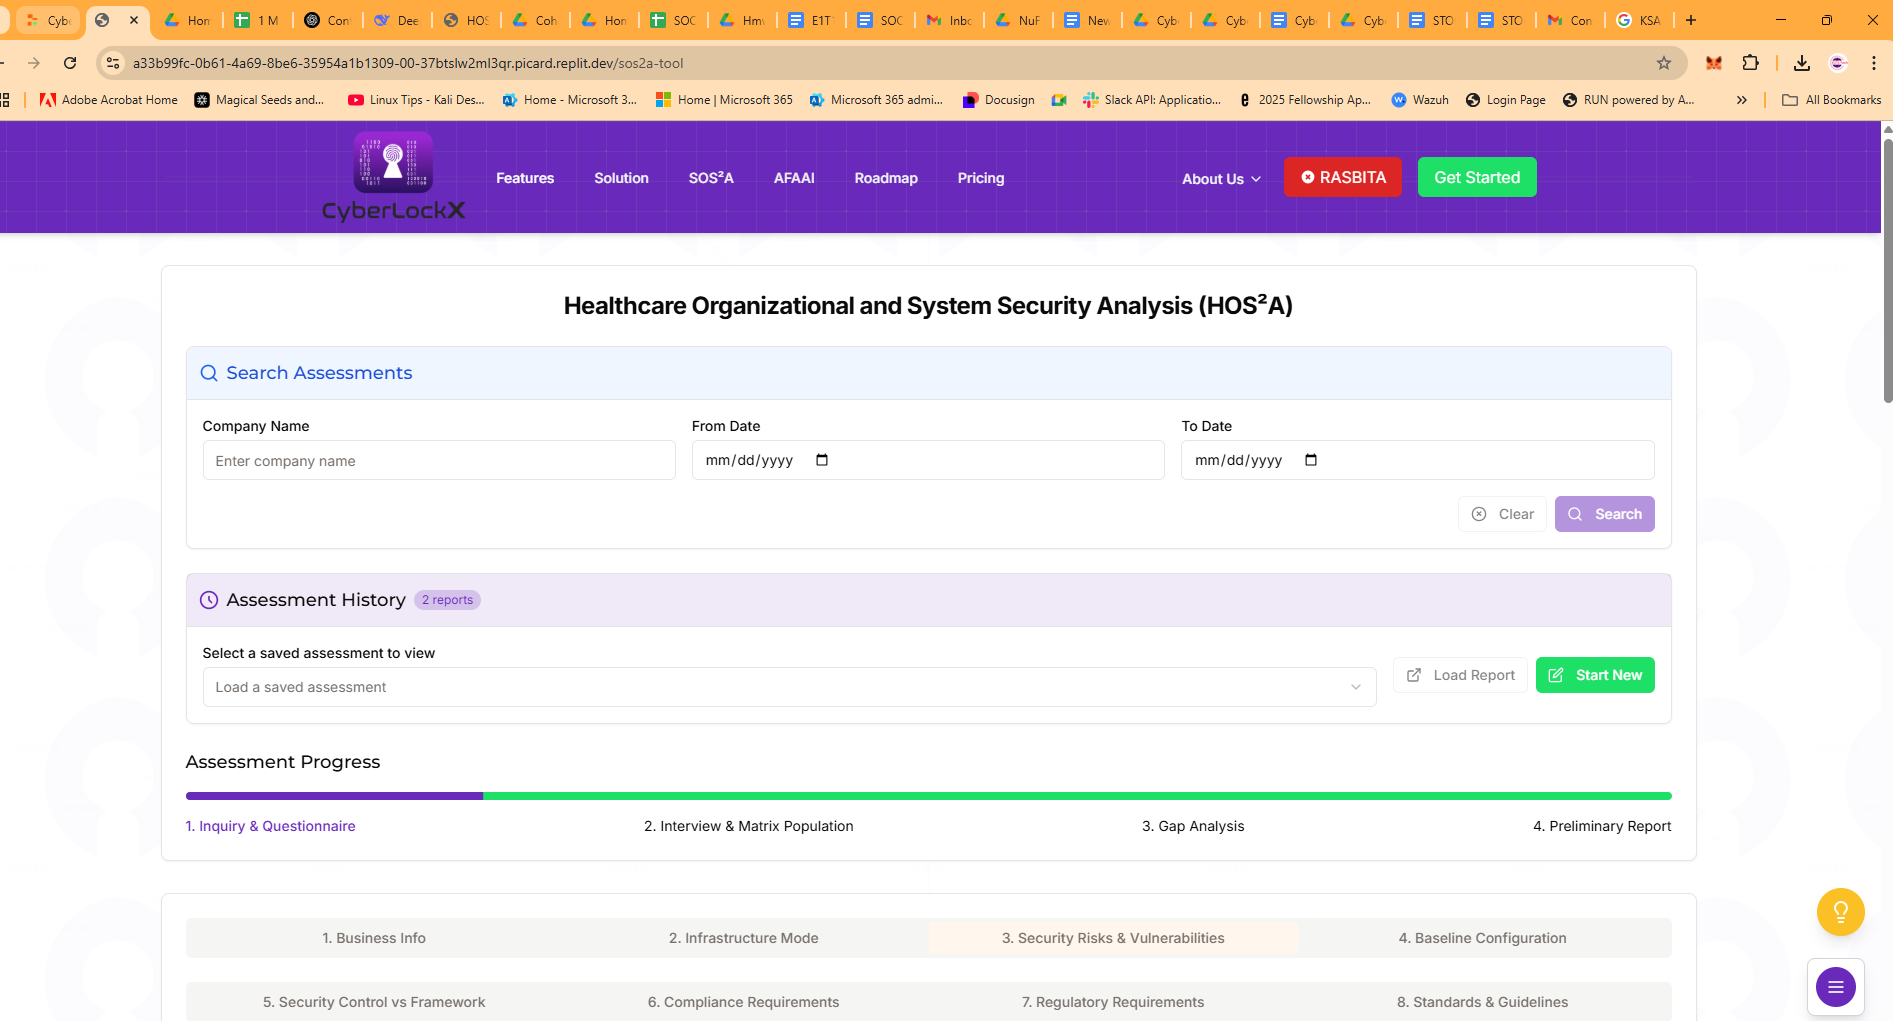 Cybe
Hon
1 M
Con
Dee
HOS
Coh
Hon
SOC
Hmv
E1T
SOC
Inbo
NuF
New
Cybe
Cybe
Cybe
Cybe
STO
STO
Con
KSA
a33b99fc-0b61-4a69-8be6-35954a1b1309-00-37btslw2ml3qr.picard.replit.dev/sos2a-tool
Adobe Acrobat Home
Magical Seeds and...
Linux Tips - Kali Des...
Home - Microsoft 3...
Home | Microsoft 365
Microsoft 365 admi...
Docusign
Slack API: Applicatio...
2025 Fellowship Ap...
Wazuh
Login Page
RUN powered by A...
All Bookmarks
CyberLockX
Features
Solution
SOS²A
AFAAI
Roadmap
Pricing
About Us
RASBITA
Get Started
Healthcare Organizational and System Security Analysis (HOS²A)
Search Assessments
Company Name
From Date
To Date
Enter company name
mm/dd/yyyy
mm/dd/yyyy
Clear
Search
Assessment History
2 reports
Select a saved assessment to view
Load a saved assessment
Load Report
Start New
Assessment Progress
1. Inquiry & Questionnaire
2. Interview & Matrix Population
3. Gap Analysis
4. Preliminary Report
1. Business Info
2. Infrastructure Mode
3. Security Risks & Vulnerabilities
4. Baseline Configuration
5. Security Control vs Framework
6. Compliance Requirements
7. Regulatory Requirements
8. Standards & Guidelines